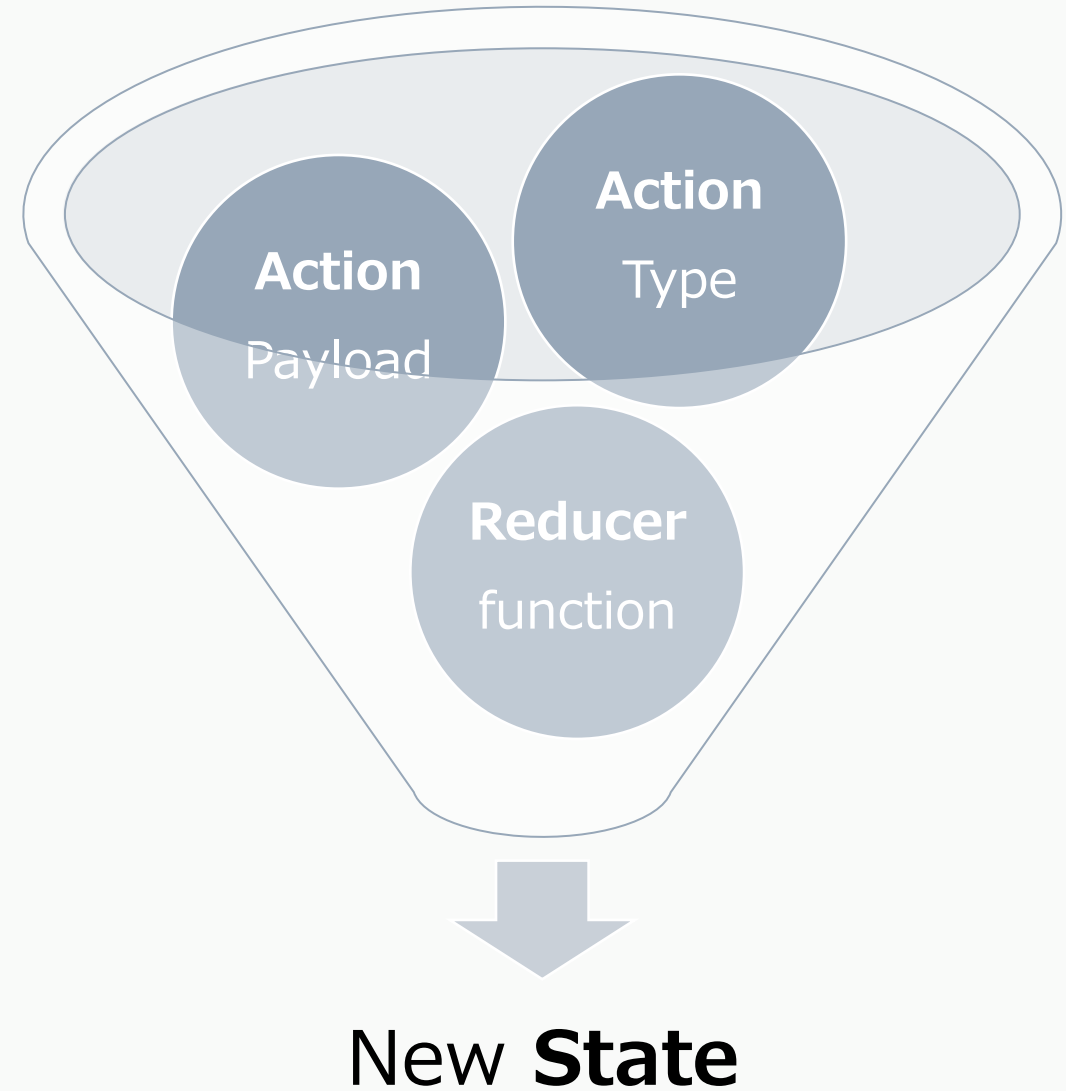 Action
Type
Action
Payload
Reducer
function
New State